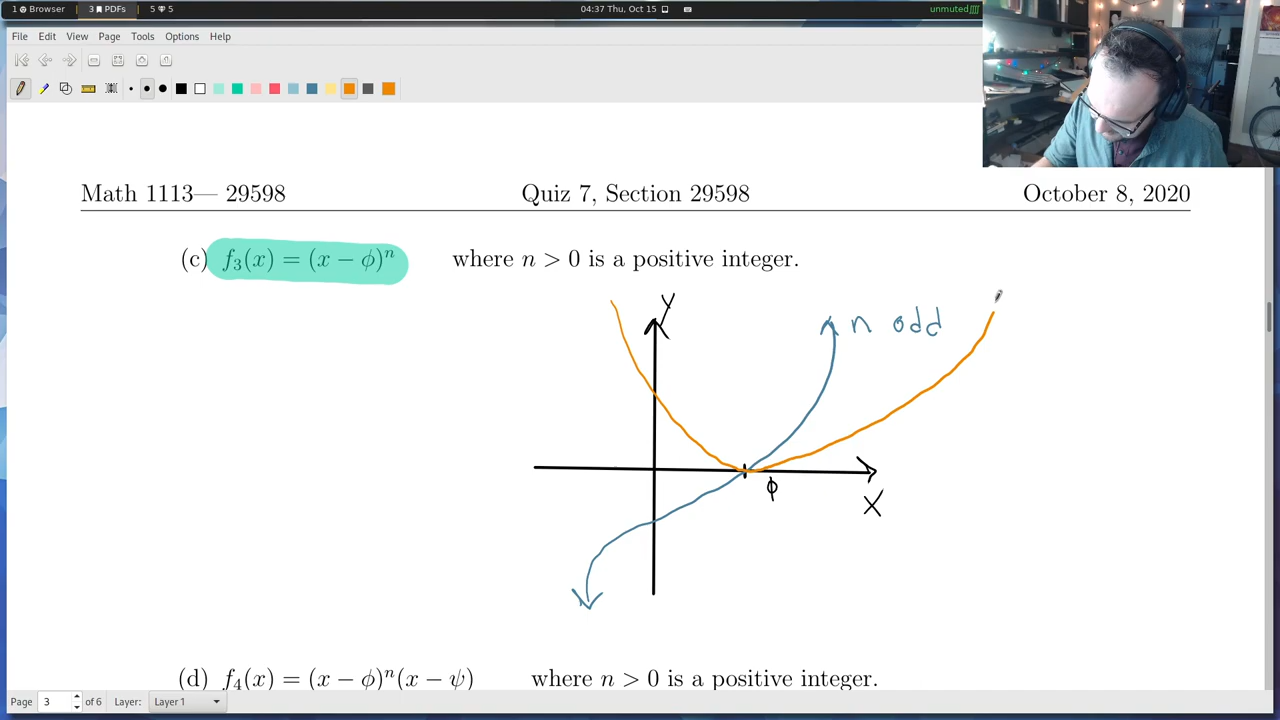 1 Browser 3 PDFs 5 5 04:37 Thu, Oct 15 unmuted
File Edit View Page Tools Options Help
Math 1113— 29598 Quiz 7, Section 29598 October 8, 2020
(c) f₃(x) = (x − ϕ)ⁿ where n > 0 is a positive integer.
Y
n odd
ϕ
X
(d) f₄(x) = (x − ϕ)ⁿ(x − ψ) where n > 0 is a positive integer.
Page 3 of 6 Layer: Layer 1